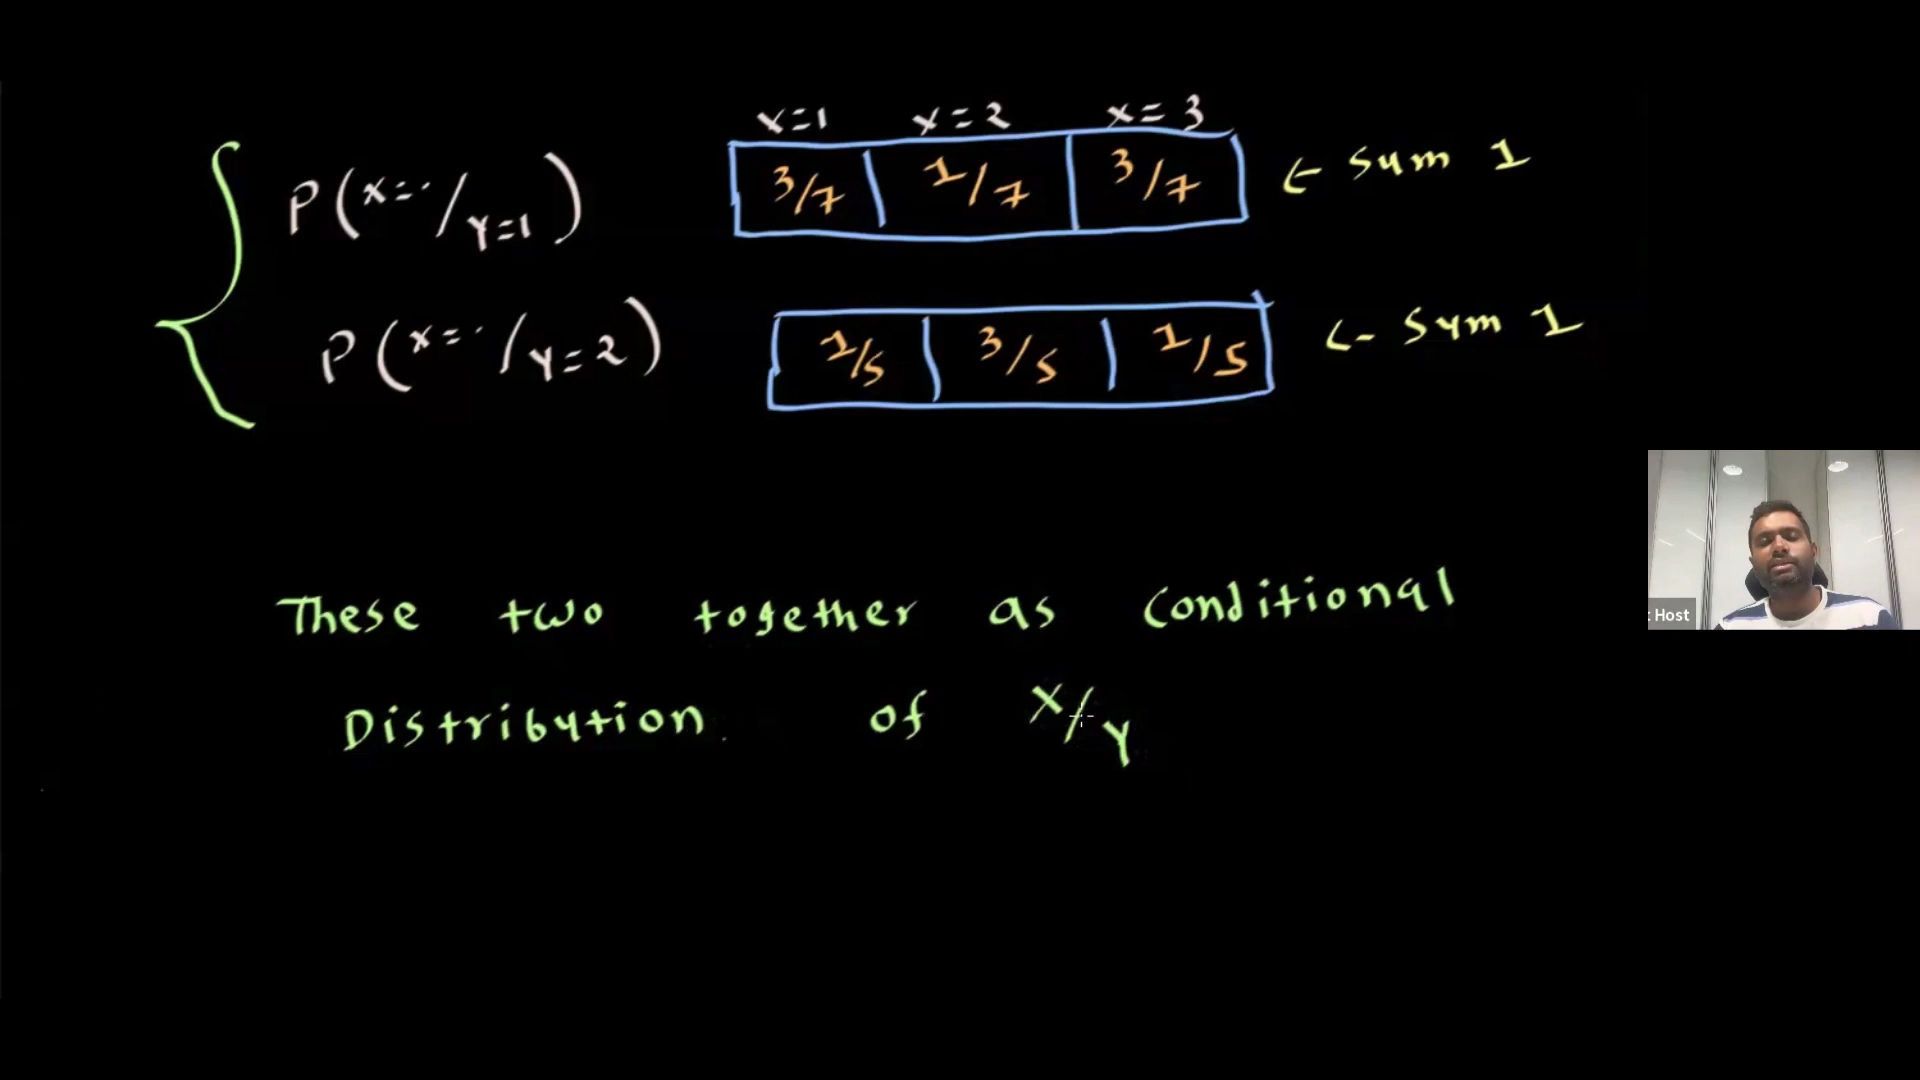 x=1 x=2 x=3
P(x=·/Y=1) 3/7 1/7 3/7 ← Sum 1
P(x=·/Y=2) 1/5 3/5 1/5 ← Sum 1
These two together as Conditional
Distribution of X/Y
Host